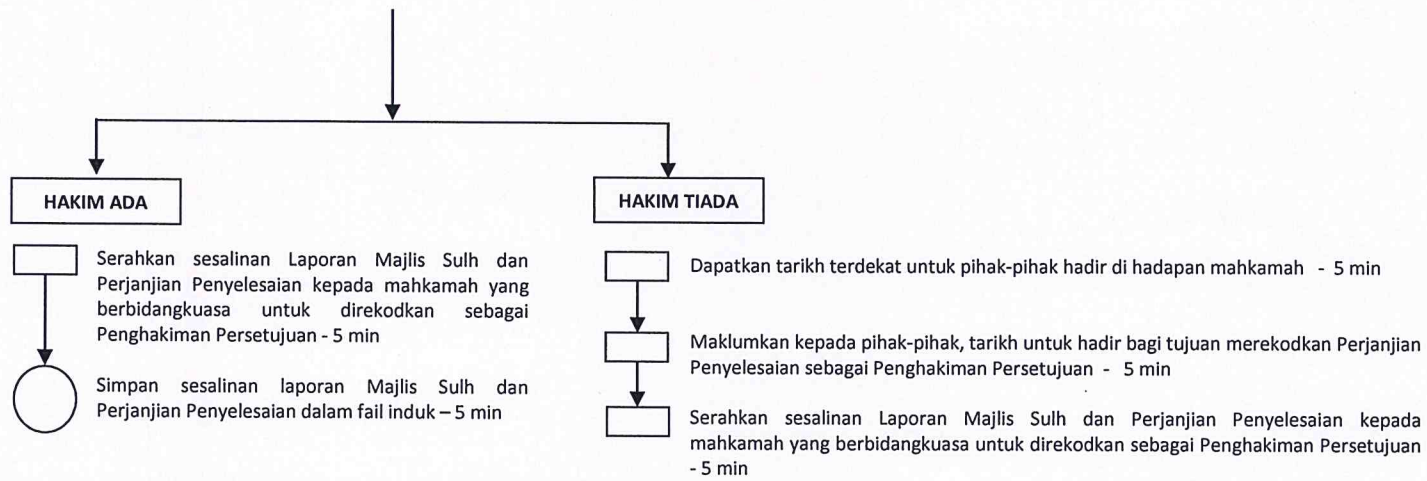 HAKIM ADA
Serahkan sesalinan Laporan Majlis Sulh dan
Perjanjian Penyelesaian kepada mahkamah yang
berbidangkuasa untuk direkodkan sebagai
Penghakiman Persetujuan - 5 min
Simpan sesalinan laporan Majlis Sulh dan
Perjanjian Penyelesaian dalam fail induk – 5 min
HAKIM TIADA
Dapatkan tarikh terdekat untuk pihak-pihak hadir di hadapan mahkamah - 5 min
Maklumkan kepada pihak-pihak, tarikh untuk hadir bagi tujuan merekodkan Perjanjian
Penyelesaian sebagai Penghakiman Persetujuan - 5 min
Serahkan sesalinan Laporan Majlis Sulh dan Perjanjian Penyelesaian kepada
mahkamah yang berbidangkuasa untuk direkodkan sebagai Penghakiman Persetujuan
- 5 min